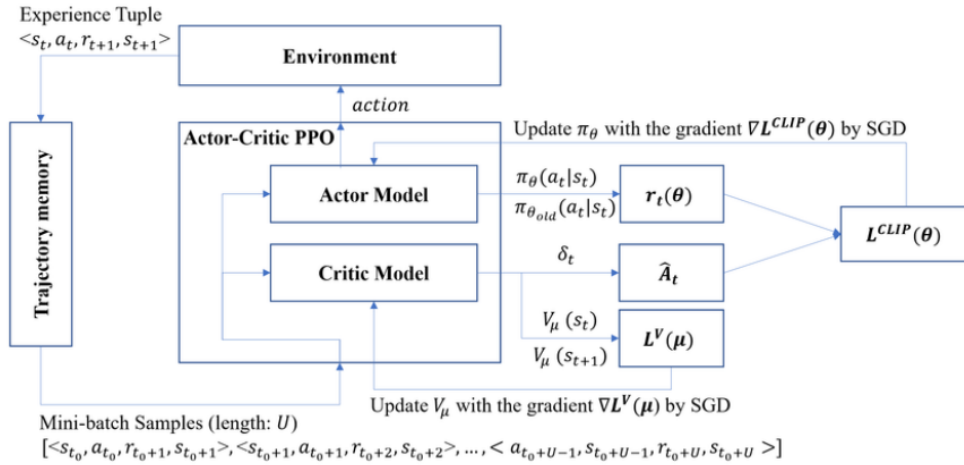 Experience Tuple
<s_t, a_t, r_{t+1}, s_{t+1}>
Environment
action
Actor-Critic PPO
Update π_θ with the gradient ∇L^{CLIP}(θ) by SGD
Trajectory memory
Actor Model
π_θ(a_t|s_t)
π_{θ_{old}}(a_t|s_t)
r_t(θ)
L^{CLIP}(θ)
Critic Model
δ_t
Â_t
V_μ (s_t)
V_μ (s_{t+1})
L^V(μ)
Update V_μ with the gradient ∇L^V(μ) by SGD
Mini-batch Samples (length: U)
[<s_{t_0}, a_{t_0}, r_{t_0+1}, s_{t_0+1}>, <s_{t_0+1}, a_{t_0+1}, r_{t_0+2}, s_{t_0+2}>, ..., < a_{t_0+U-1}, s_{t_0+U-1}, r_{t_0+U}, s_{t_0+U} >]